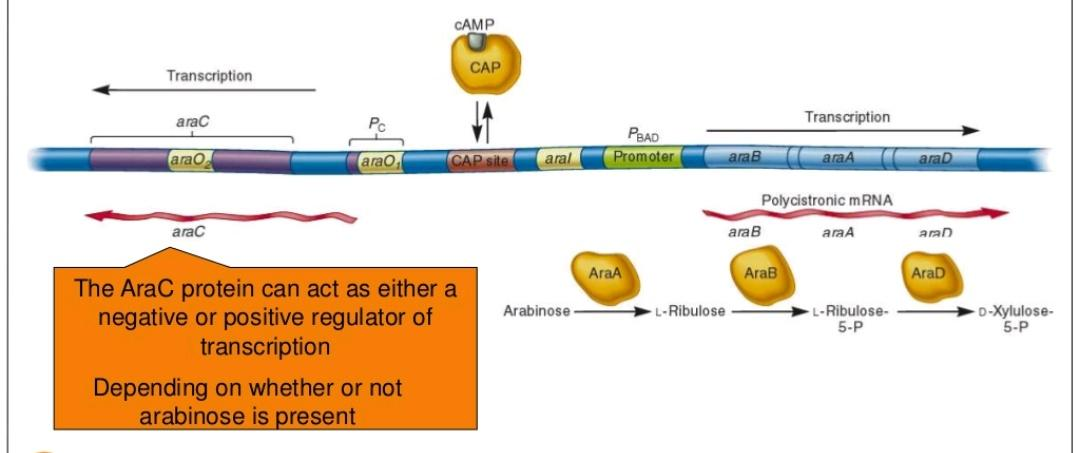 cAMP
CAP
Transcription
araC
P_C
P_BAD
Transcription
araO2
araO1
CAP site
araI
Promoter
araB
araA
araD
araC
Polycistronic mRNA
araB araA araD
The AraC protein can act as either a
negative or positive regulator of
transcription
Depending on whether or not
arabinose is present
AraA
AraB
AraD
Arabinose
L-Ribulose
L-Ribulose-
5-P
D-Xylulose-
5-P